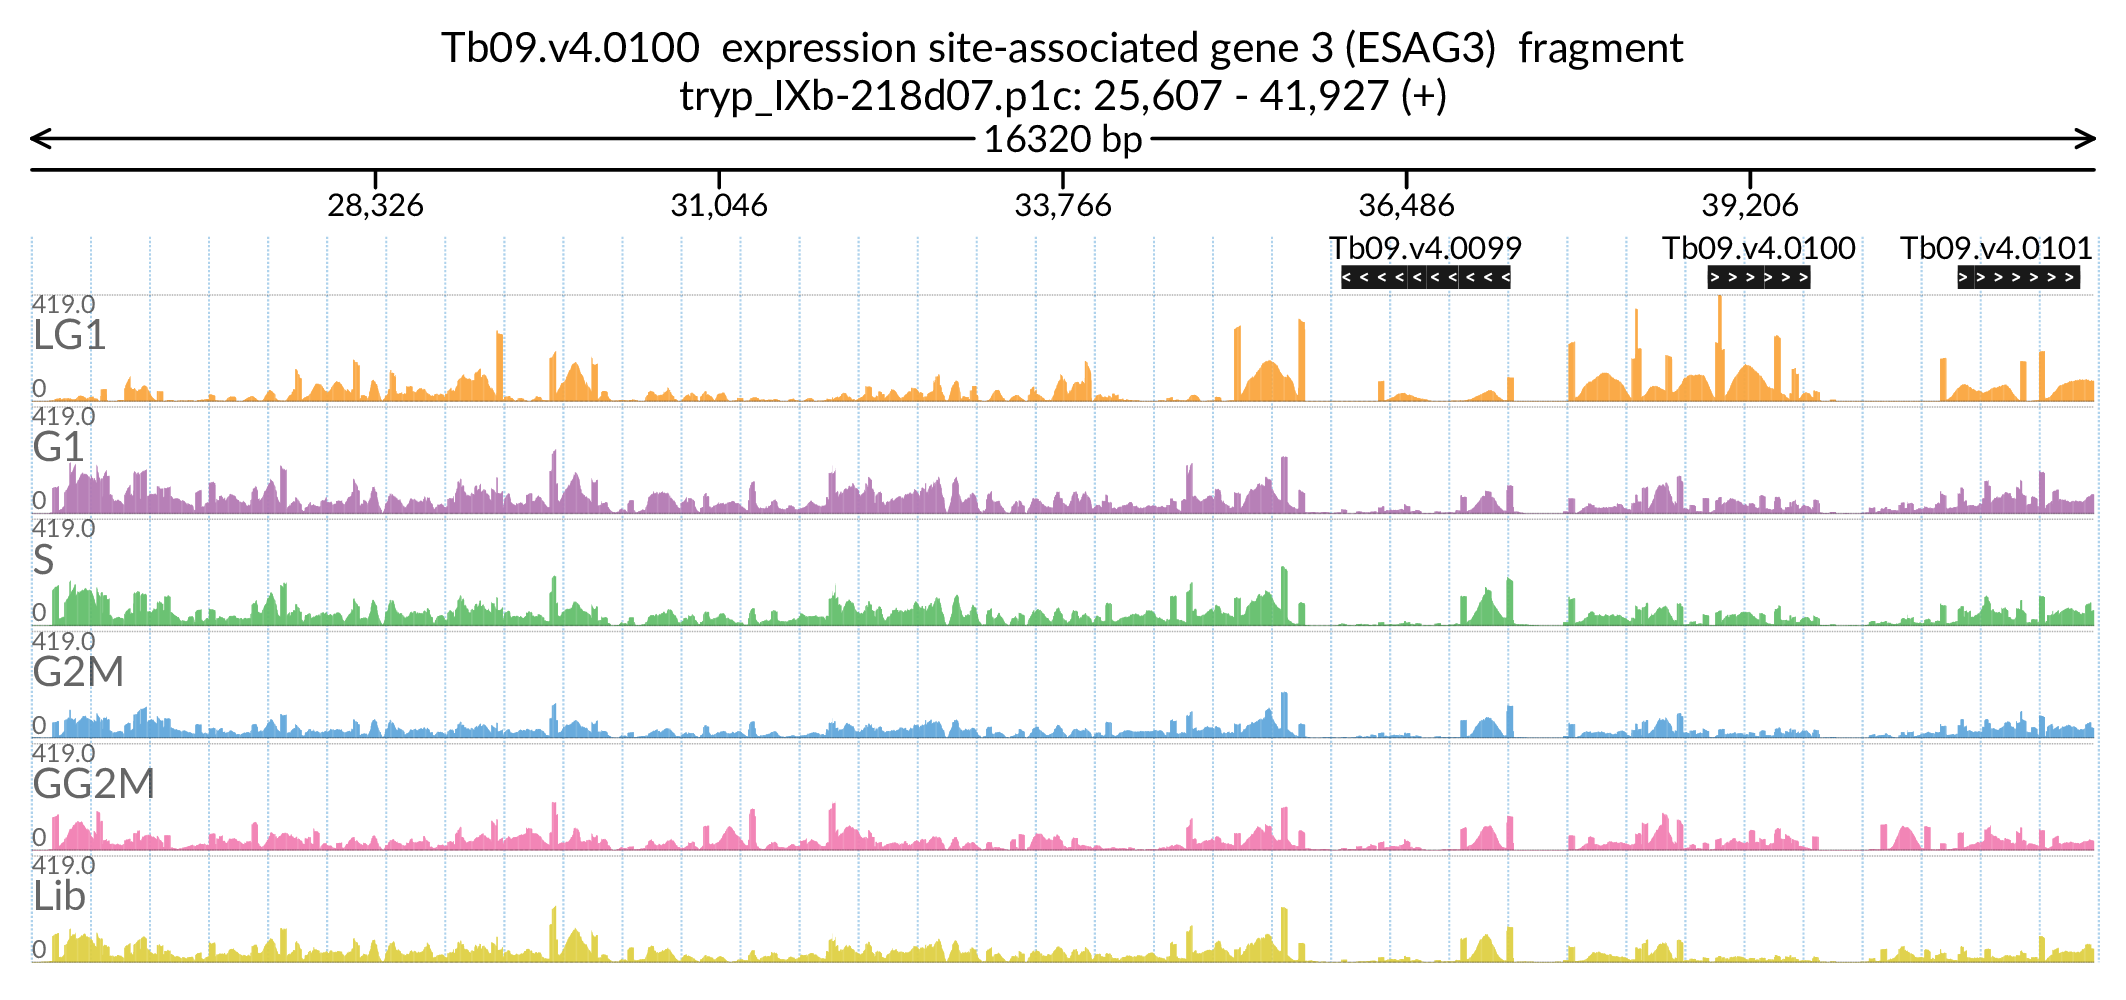 Tb09.v4.0100  expression site-associated gene 3 (ESAG3)  fragment
tryp_IXb-218d07.p1c: 25,607 - 41,927 (+)
16320 bp
28,326 31,046 33,766 36,486 39,206
Tb09.v4.0099 Tb09.v4.0100 Tb09.v4.0101
419.0
LG1
0
419.0
G1
0
419.0
S
0
419.0
G2M
0
419.0
GG2M
0
419.0
Lib
0